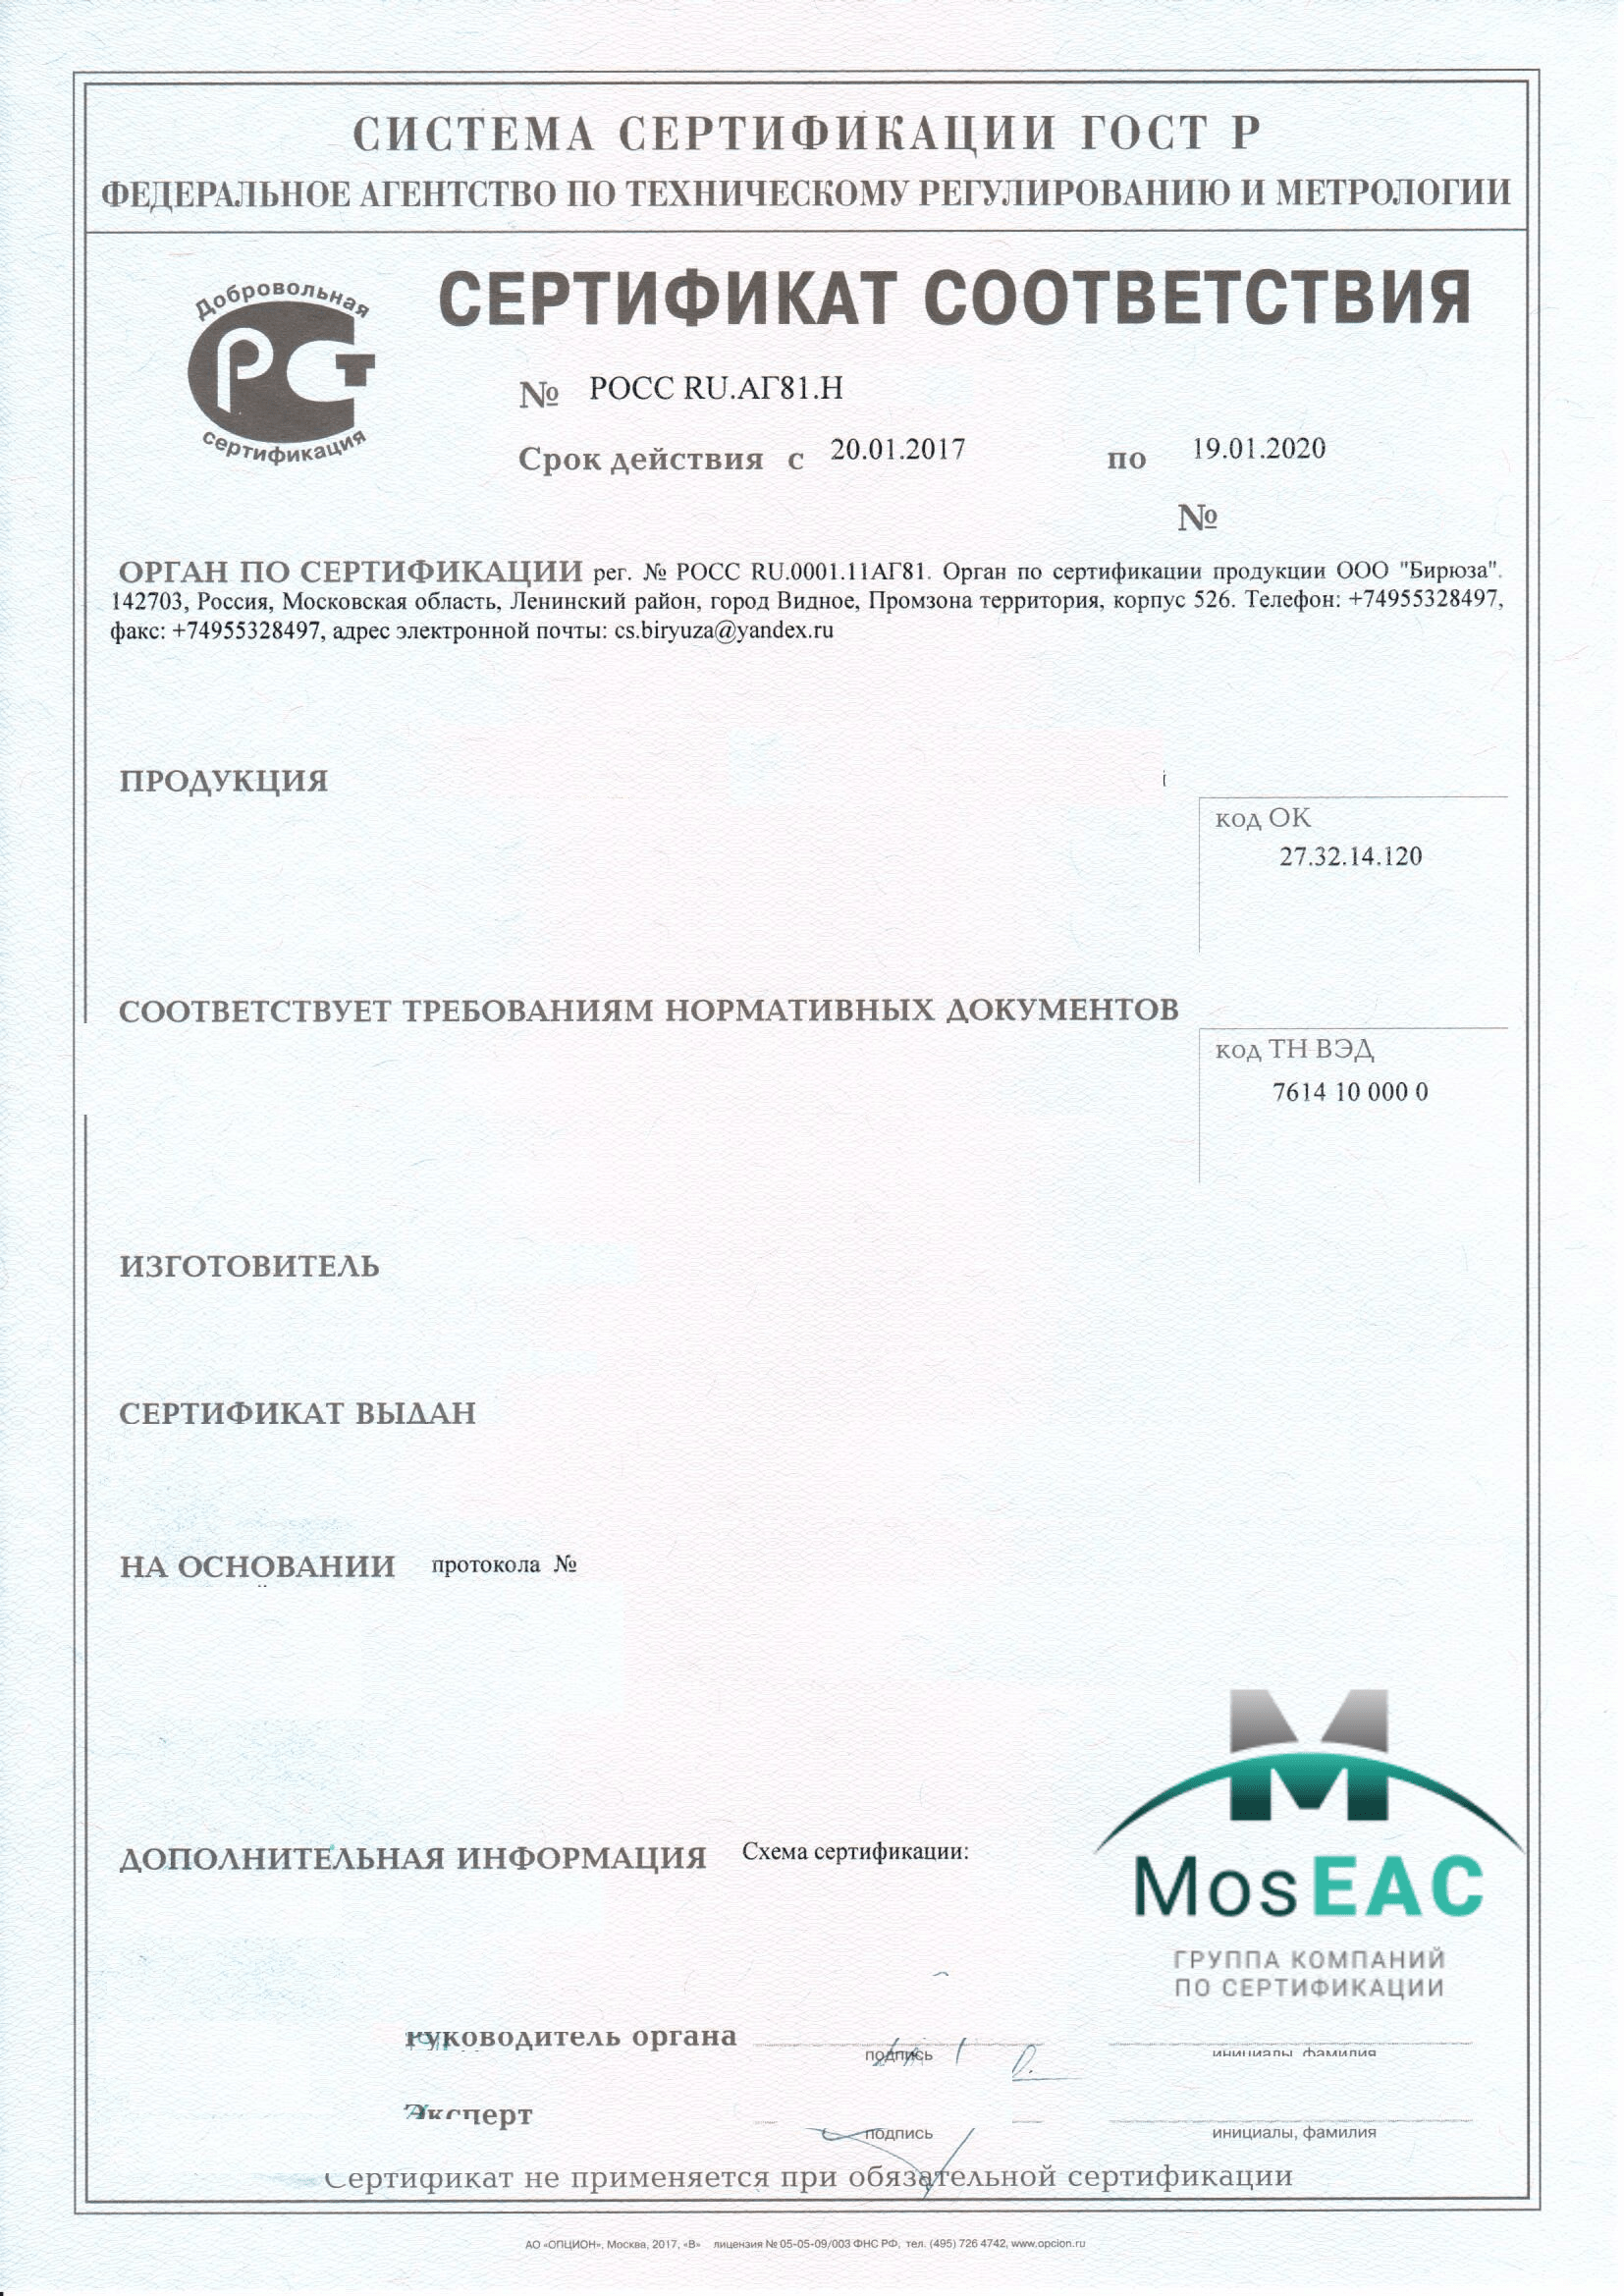 СИСТЕМА СЕРТИФИКАЦИИ ГОСТ Р
ФЕДЕРАЛЬНОЕ АГЕНТСТВО ПО ТЕХНИЧЕСКОМУ РЕГУЛИРОВАНИЮ И МЕТРОЛОГИИ
Добровольная
РСТ
сертификация
СЕРТИФИКАТ СООТВЕТСТВИЯ
№ РОСС RU.АГ81.Н
Срок действия с 20.01.2017 по 19.01.2020
№
ОРГАН ПО СЕРТИФИКАЦИИ рег. № РОСС RU.0001.11АГ81. Орган по сертификации продукции ООО "Бирюза".
142703, Россия, Московская область, Ленинский район, город Видное, Промзона территория, корпус 526. Телефон: +74955328497,
факс: +74955328497, адрес электронной почты: cs.biryuza@yandex.ru
ПРОДУКЦИЯ
код ОК
27.32.14.120
СООТВЕТСТВУЕТ ТРЕБОВАНИЯМ НОРМАТИВНЫХ ДОКУМЕНТОВ
код ТН ВЭД
7614 10 000 0
ИЗГОТОВИТЕЛЬ
СЕРТИФИКАТ ВЫДАН
НА ОСНОВАНИИ протокола №
ДОПОЛНИТЕЛЬНАЯ ИНФОРМАЦИЯ Схема сертификации:
M
MosEAC
ГРУППА КОМПАНИЙ
ПО СЕРТИФИКАЦИИ
Руководитель органа
подпись
инициалы, фамилия
Эксперт
подпись
инициалы, фамилия
Сертификат не применяется при обязательной сертификации
АО «ОПЦИОН», Москва, 2017, «В» лицензия № 05-05-09/003 ФНС РФ, тел. (495) 726 4742, www.opcion.ru